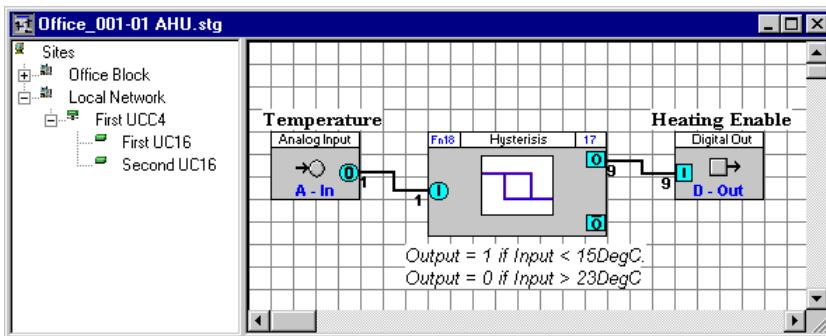 Office_001-01 AHU.stg
Sites
Office Block
Local Network
First UCC4
First UC16
Second UC16
Temperature
Heating Enable
Analog Input
Fn18 Hysterisis 17
Digital Out
O
1
A - In
1
I
O
9
O
9
I
D - Out
Output = 1 if Input < 15DegC.
Output = 0 if Input > 23DegC